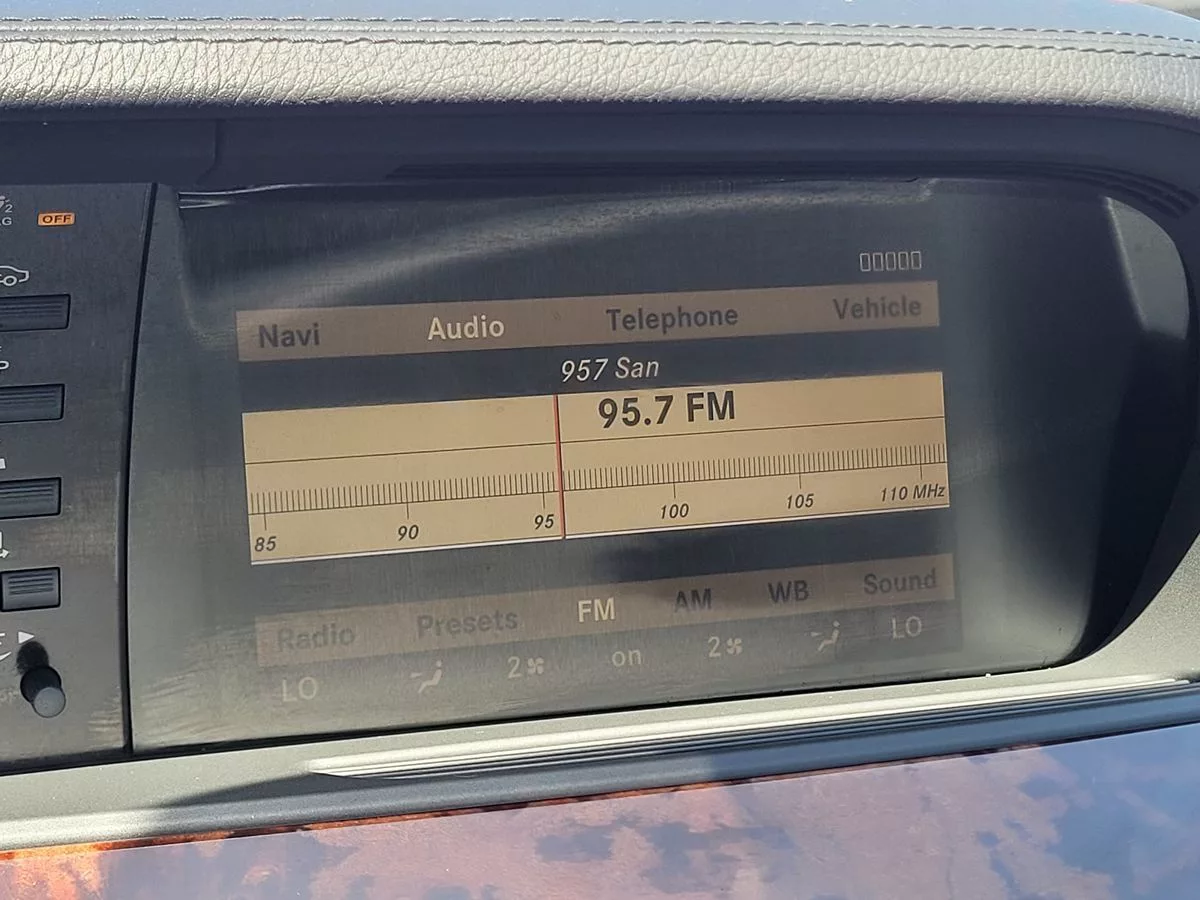 OFF
Navi Audio Telephone Vehicle
957 San
95.7 FM
85 90 95 100 105 110 MHz
Radio Presets FM AM WB Sound
LO 2 on 2 LO